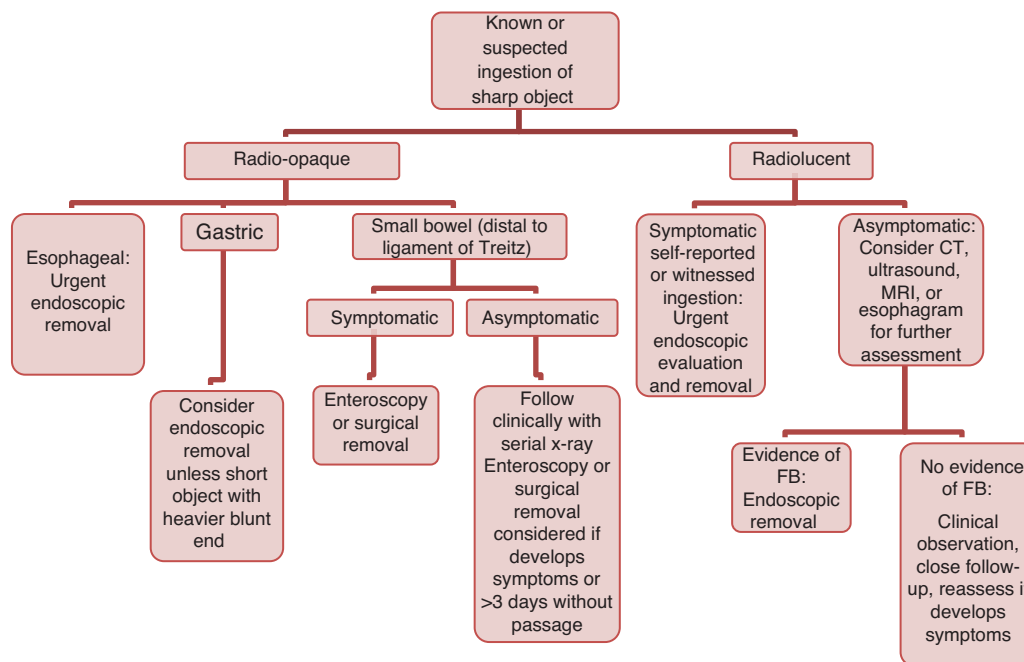 Known or
suspected
ingestion of
sharp object
Radio-opaque
Radiolucent
Esophageal:
Urgent
endoscopic
removal
Gastric
Small bowel (distal to
ligament of Treitz)
Symptomatic
self-reported
or witnessed
ingestion:
Urgent
endoscopic
evaluation
and removal
Asymptomatic:
Consider CT,
ultrasound,
MRI, or
esophagram
for further
assessment
Symptomatic
Asymptomatic
Consider
endoscopic
removal
unless short
object with
heavier blunt
end
Enteroscopy
or surgical
removal
Follow
clinically with
serial x-ray
Enteroscopy or
surgical
removal
considered if
develops
symptoms or
>3 days without
passage
Evidence of
FB:
Endoscopic
removal
No evidence
of FB:
Clinical
observation,
close follow-
up, reassess i
develops
symptoms